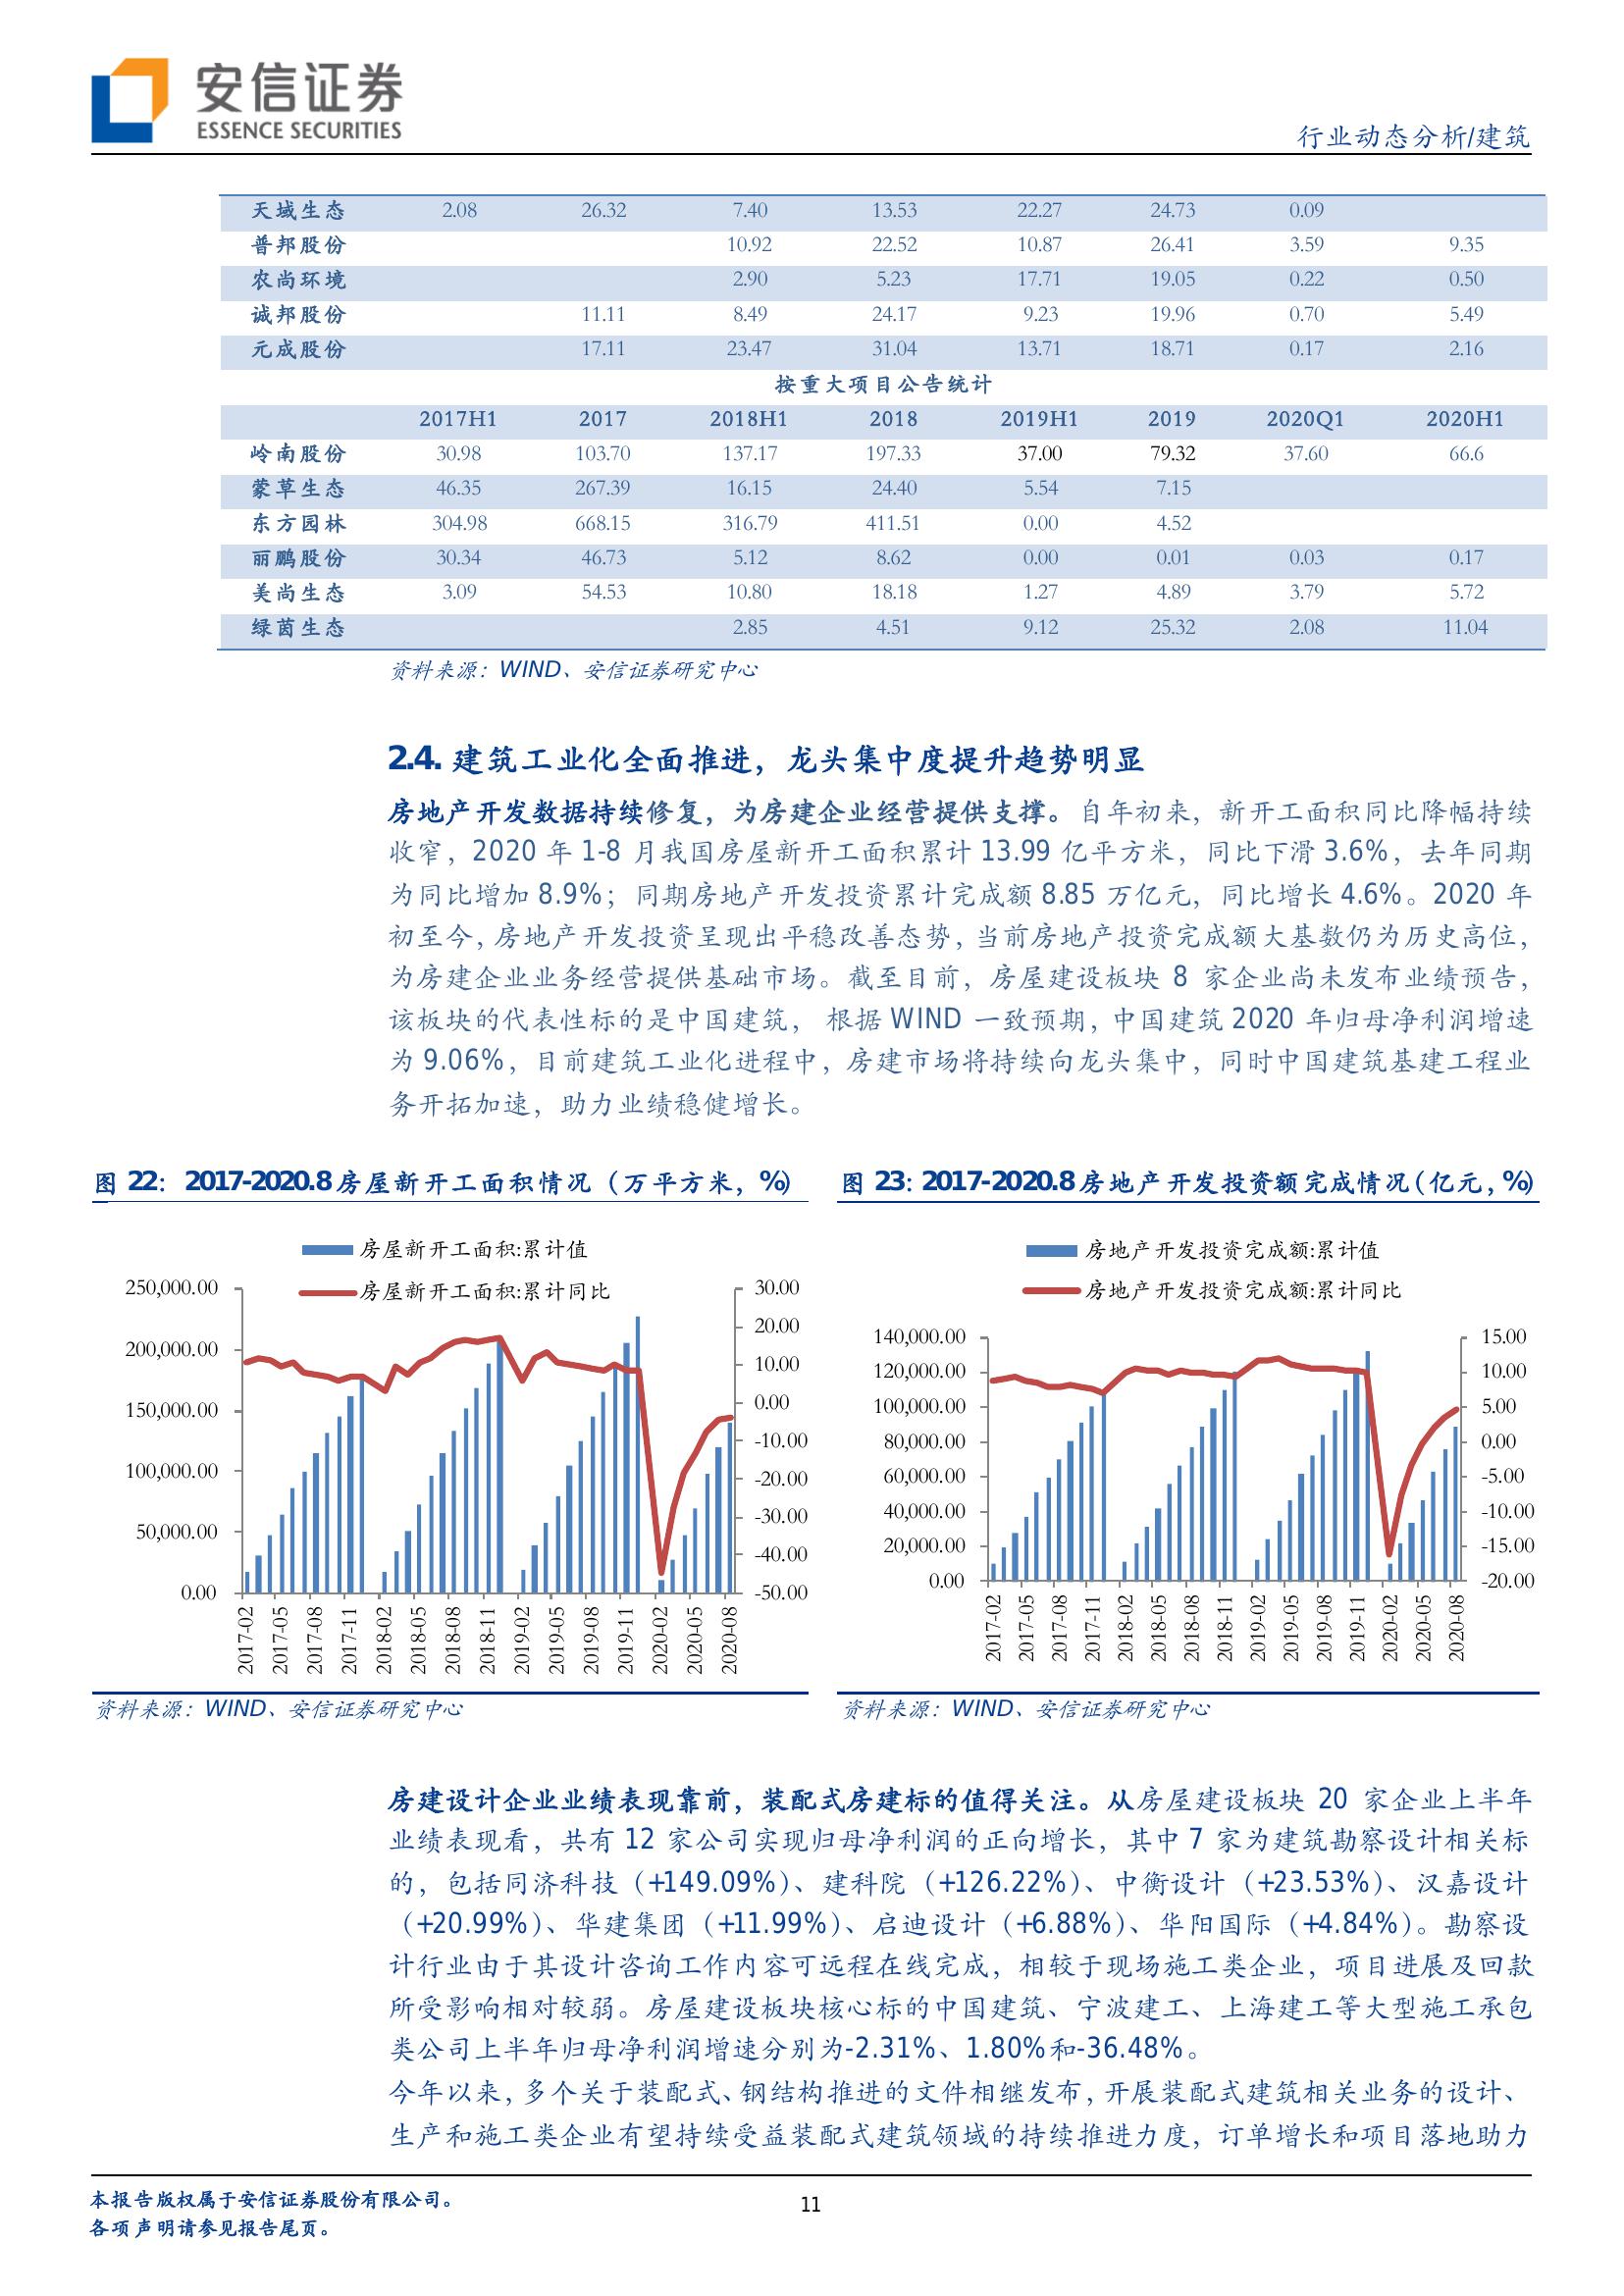 安信证券
ESSENCE SECURITIES
行业动态分析/建筑
天域生态 2.08 26.32 7.40 13.53 22.27 24.73 0.09
普邦股份 10.92 22.52 10.87 26.41 3.59 9.35
农尚环境 2.90 5.23 17.71 19.05 0.22 0.50
诚邦股份 11.11 8.49 24.17 9.23 19.96 0.70 5.49
元成股份 17.11 23.47 31.04 13.71 18.71 0.17 2.16
按重大项目公告统计
2017H1 2017 2018H1 2018 2019H1 2019 2020Q1 2020H1
岭南股份 30.98 103.70 137.17 197.33 37.00 79.32 37.60 66.6
蒙草生态 46.35 267.39 16.15 24.40 5.54 7.15
东方园林 304.98 668.15 316.79 411.51 0.00 4.52
丽鹏股份 30.34 46.73 5.12 8.62 0.00 0.01 0.03 0.17
美尚生态 3.09 54.53 10.80 18.18 1.27 4.89 3.79 5.72
绿茵生态 2.85 4.51 9.12 25.32 2.08 11.04
资料来源：WIND、安信证券研究中心
2.4. 建筑工业化全面推进，龙头集中度提升趋势明显
房地产开发数据持续修复，为房建企业经营提供支撑。自年初来，新开工面积同比降幅持续
收窄，2020 年 1-8 月我国房屋新开工面积累计 13.99 亿平方米，同比下滑 3.6%，去年同期
为同比增加 8.9%；同期房地产开发投资累计完成额 8.85 万亿元，同比增长 4.6%。2020 年
初至今，房地产开发投资呈现出平稳改善态势，当前房地产投资完成额大基数仍为历史高位，
为房建企业业务经营提供基础市场。截至目前，房屋建设板块 8 家企业尚未发布业绩预告，
该板块的代表性标的是中国建筑， 根据 WIND 一致预期，中国建筑 2020 年归母净利润增速
为 9.06%，目前建筑工业化进程中，房建市场将持续向龙头集中，同时中国建筑基建工程业
务开拓加速，助力业绩稳健增长。
图 22： 2017-2020.8 房屋新开工面积情况（万平方米，%）
房屋新开工面积:累计值
房屋新开工面积:累计同比
250,000.00
200,000.00
150,000.00
100,000.00
50,000.00
0.00
30.00
20.00
10.00
0.00
-10.00
-20.00
-30.00
-40.00
-50.00
2017-02 2017-05 2017-08 2017-11 2018-02 2018-05 2018-08 2018-11 2019-02 2019-05 2019-08 2019-11 2020-02 2020-05 2020-08
资料来源：WIND、安信证券研究中心
图 23：2017-2020.8 房地产开发投资额完成情况（亿元，%）
房地产开发投资完成额:累计值
房地产开发投资完成额:累计同比
140,000.00
120,000.00
100,000.00
80,000.00
60,000.00
40,000.00
20,000.00
0.00
15.00
10.00
5.00
0.00
-5.00
-10.00
-15.00
-20.00
2017-02 2017-05 2017-08 2017-11 2018-02 2018-05 2018-08 2018-11 2019-02 2019-05 2019-08 2019-11 2020-02 2020-05 2020-08
资料来源：WIND、安信证券研究中心
房建设计企业业绩表现靠前，装配式房建标的值得关注。从房屋建设板块 20 家企业上半年
业绩表现看，共有 12 家公司实现归母净利润的正向增长，其中 7 家为建筑勘察设计相关标
的，包括同济科技（+149.09%）、建科院（+126.22%）、中衡设计（+23.53%）、汉嘉设计
（+20.99%）、华建集团（+11.99%）、启迪设计（+6.88%）、华阳国际（+4.84%）。勘察设
计行业由于其设计咨询工作内容可远程在线完成，相较于现场施工类企业，项目进展及回款
所受影响相对较弱。房屋建设板块核心标的中国建筑、宁波建工、上海建工等大型施工承包
类公司上半年归母净利润增速分别为-2.31%、1.80%和-36.48%。
今年以来，多个关于装配式、钢结构推进的文件相继发布，开展装配式建筑相关业务的设计、
生产和施工类企业有望持续受益装配式建筑领域的持续推进力度，订单增长和项目落地助力
本报告版权属于安信证券股份有限公司。
各项声明请参见报告尾页。
11